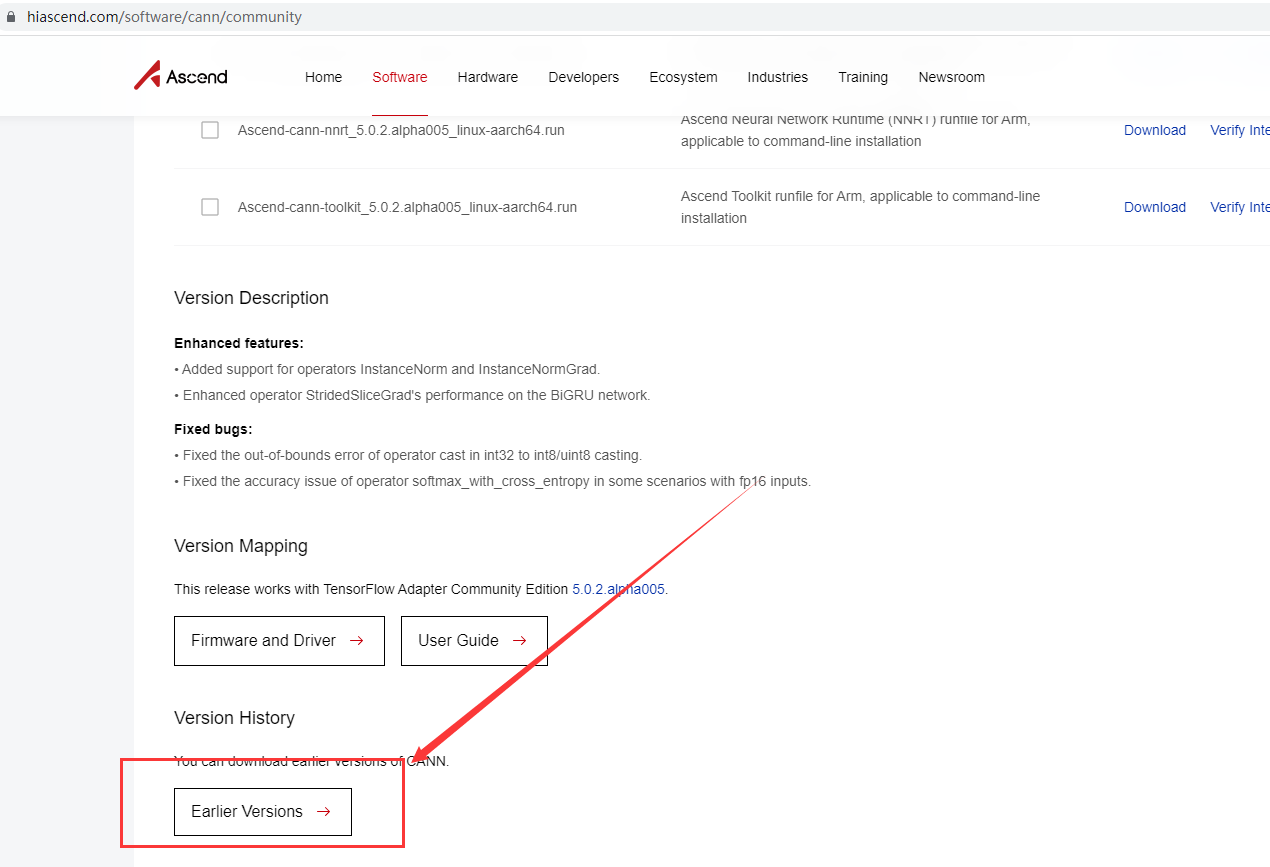 hiascend.com/software/cann/community
Ascend Home Software Hardware Developers Ecosystem Industries Training Newsroom
Ascend Neural Network Runtime (NNRT) runfile for Arm,
Ascend-cann-nnrt_5.0.2.alpha005_linux-aarch64.run Download Verify Inte
applicable to command-line installation
Ascend Toolkit runfile for Arm, applicable to command-line
Ascend-cann-toolkit_5.0.2.alpha005_linux-aarch64.run Download Verify Inte
installation
Version Description
Enhanced features:
• Added support for operators InstanceNorm and InstanceNormGrad.
• Enhanced operator StridedSliceGrad's performance on the BiGRU network.
Fixed bugs:
• Fixed the out-of-bounds error of operator cast in int32 to int8/uint8 casting.
• Fixed the accuracy issue of operator softmax_with_cross_entropy in some scenarios with fp16 inputs.
Version Mapping
This release works with TensorFlow Adapter Community Edition 5.0.2.alpha005.
Firmware and Driver → User Guide →
Version History
You can download earlier versions of CANN.
Earlier Versions →